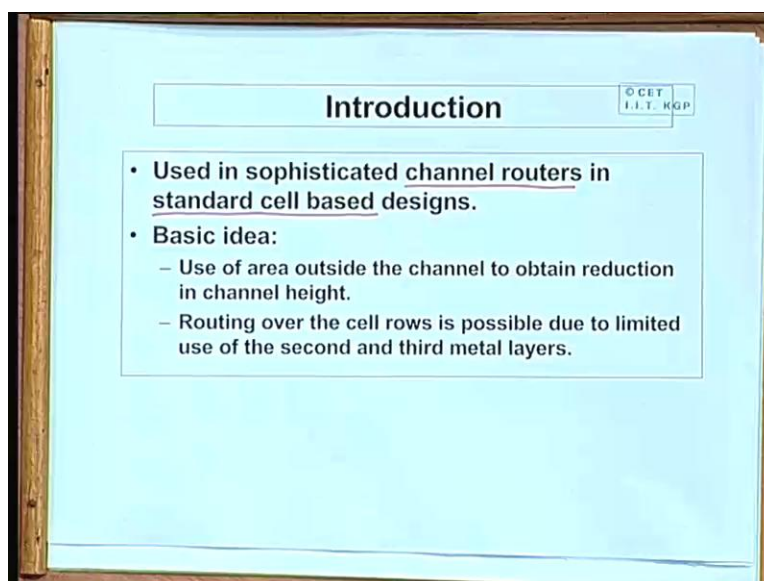 Introduction
© CET
I.I.T. KGP
• Used in sophisticated channel routers in
standard cell based designs.
• Basic idea:
– Use of area outside the channel to obtain reduction
in channel height.
– Routing over the cell rows is possible due to limited
use of the second and third metal layers.